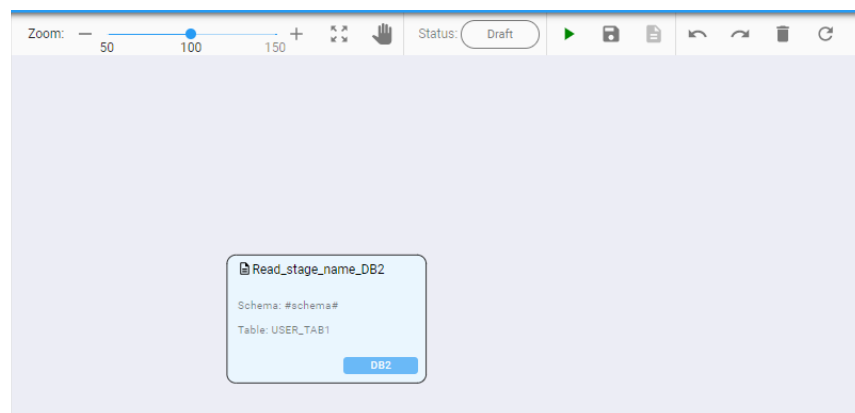 Zoom: 50 100 150 Status: Draft
Read_stage_name_DB2
Schema: #schema#
Table: USER_TAB1
DB2